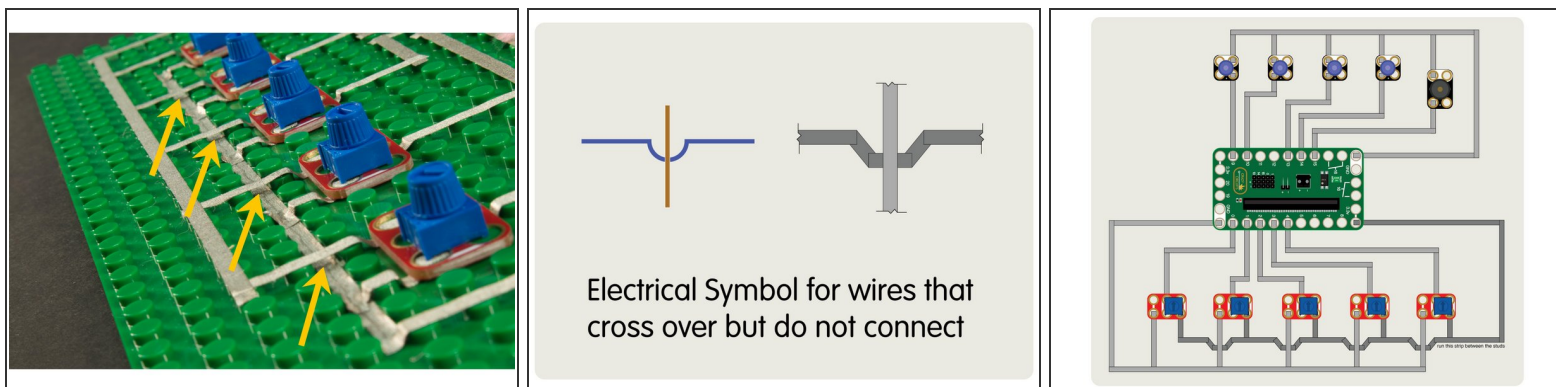 Electrical Symbol for wires that
cross over but do not connect
run this strip between the studs